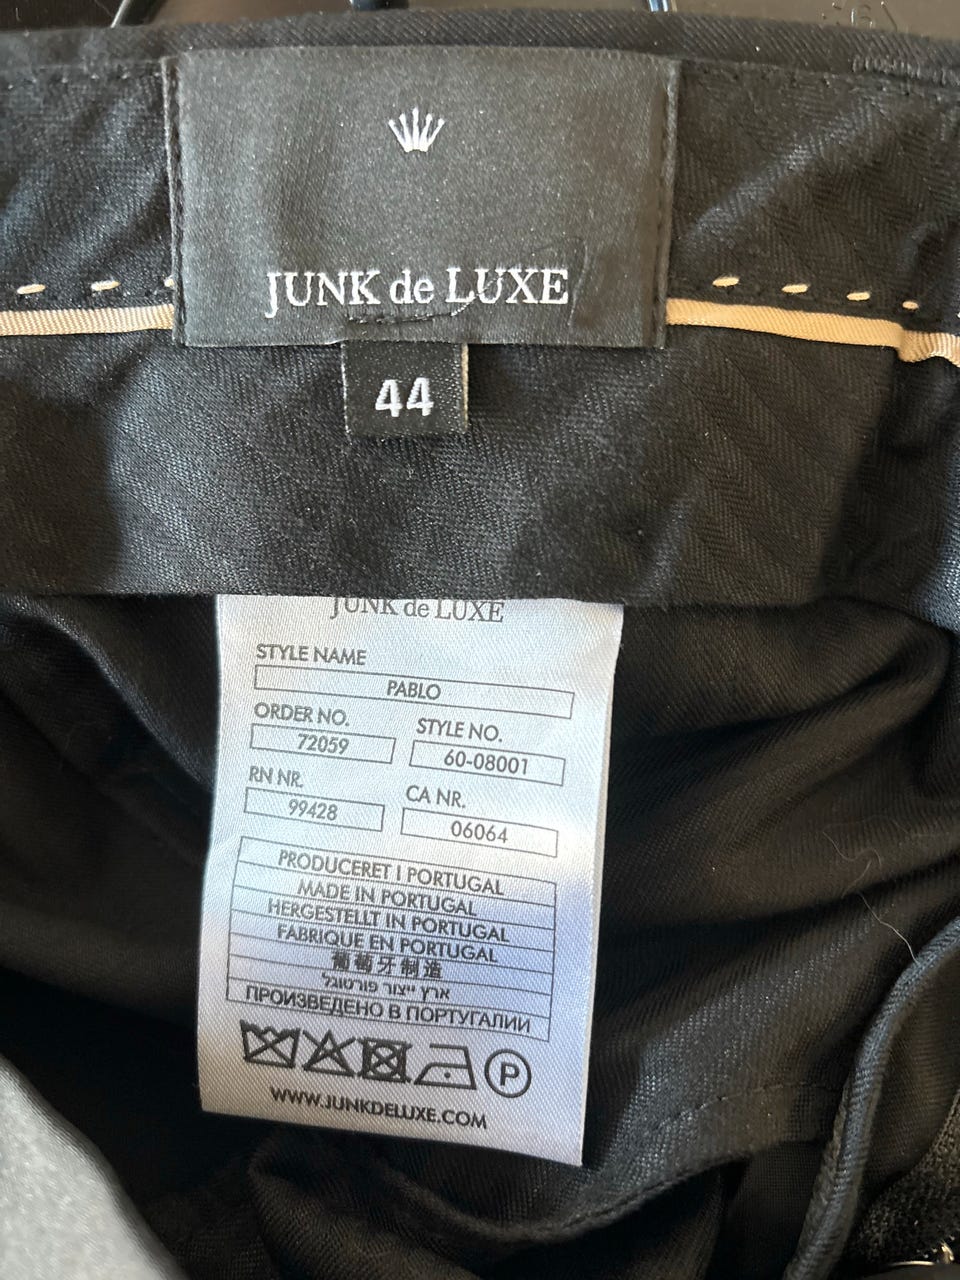 JUNK de LUXE
44
JUNK de LUXE
STYLE NAME
PABLO
ORDER NO.
72059
STYLE NO.
60-08001
RN NR.
99428
CA NR.
06064
PRODUCERET I PORTUGAL
MADE IN PORTUGAL
HERGESTELLT IN PORTUGAL
FABRIQUE EN PORTUGAL
葡萄牙制造
ארץ ייצור פורטוגל
ПРОИЗВЕДЕНО В ПОРТУГАЛИИ
P
WWW.JUNKDELUXE.COM